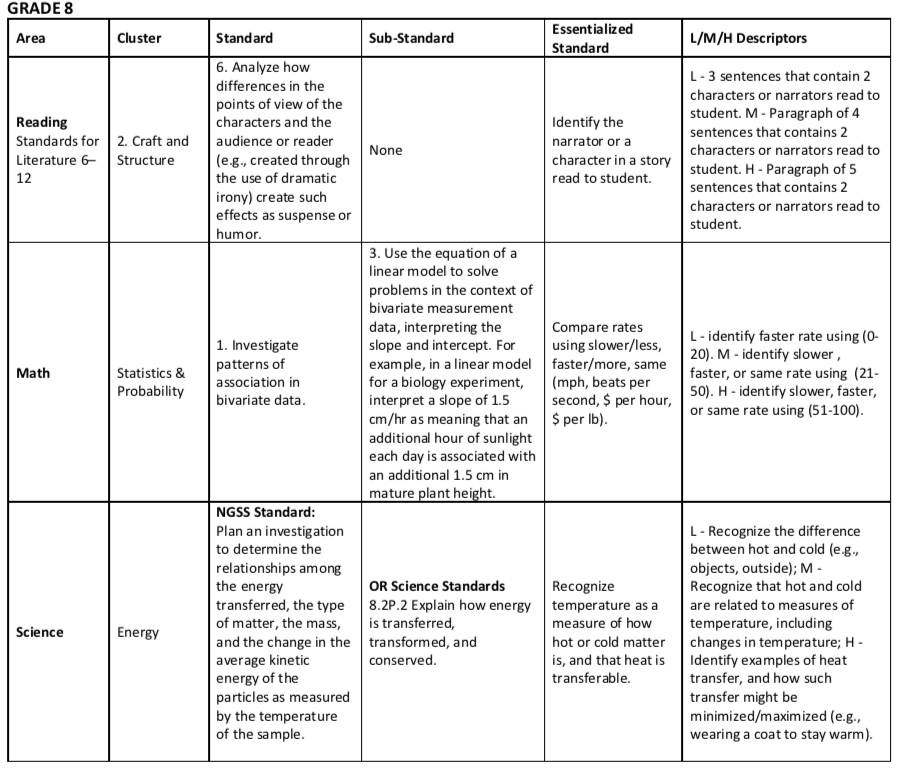 GRADE 8
Area
Cluster
Standard
Sub-Standard
Essentialized
Standard
L/M/H Descriptors
Reading
Standards for
Literature 6–
12
2. Craft and
Structure
6. Analyze how
differences in the
points of view of the
characters and the
audience or reader
(e.g., created through
the use of dramatic
irony) create such
effects as suspense or
humor.
None
Identify the
narrator or a
character in a story
read to student.
L - 3 sentences that contain 2
characters or narrators read to
student. M - Paragraph of 4
sentences that contains 2
characters or narrators read to
student. H - Paragraph of 5
sentences that contains 2
characters or narrators read to
student.
Math
Statistics &
Probability
1. Investigate
patterns of
association in
bivariate data.
3. Use the equation of a
linear model to solve
problems in the context of
bivariate measurement
data, interpreting the
slope and intercept. For
example, in a linear model
for a biology experiment,
interpret a slope of 1.5
cm/hr as meaning that an
additional hour of sunlight
each day is associated with
an additional 1.5 cm in
mature plant height.
Compare rates
using slower/less,
faster/more, same
(mph, beats per
second, $ per hour,
$ per lb).
L - identify faster rate using (0-
20). M - identify slower ,
faster, or same rate using (21-
50). H - identify slower, faster,
or same rate using (51-100).
Science
Energy
NGSS Standard:
Plan an investigation
to determine the
relationships among
the energy
transferred, the type
of matter, the mass,
and the change in the
average kinetic
energy of the
particles as measured
by the temperature
of the sample.
OR Science Standards
8.2P.2 Explain how energy
is transferred,
transformed, and
conserved.
Recognize
temperature as a
measure of how
hot or cold matter
is, and that heat is
transferable.
L - Recognize the difference
between hot and cold (e.g.,
objects, outside); M -
Recognize that hot and cold
are related to measures of
temperature, including
changes in temperature; H -
Identify examples of heat
transfer, and how such
transfer might be
minimized/maximized (e.g.,
wearing a coat to stay warm).